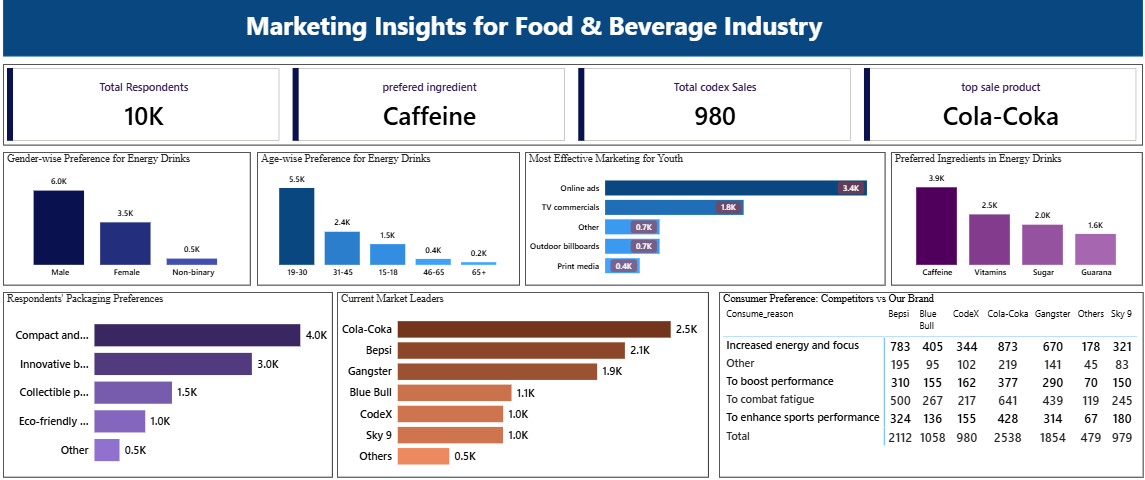 Marketing Insights for Food & Beverage Industry
Total Respondents
10K
prefered ingredient
Caffeine
Total codex Sales
980
top sale product
Cola-Coka
Gender-wise Preference for Energy Drinks
6.0K
3.5K
0.5K
Male Female Non-binary
Age-wise Preference for Energy Drinks
5.5K
2.4K
1.5K
0.4K
0.2K
19-30 31-45 15-18 46-65 65+
Most Effective Marketing for Youth
Online ads 3.4K
TV commercials 1.8K
Other 0.7K
Outdoor billboards 0.7K
Print media 0.4K
Preferred Ingredients in Energy Drinks
3.9K
2.5K
2.0K
1.6K
Caffeine Vitamins Sugar Guarana
Respondents' Packaging Preferences
Compact and... 4.0K
Innovative b... 3.0K
Collectible p... 1.5K
Eco-friendly ... 1.0K
Other 0.5K
Current Market Leaders
Cola-Coka 2.5K
Bepsi 2.1K
Gangster 1.9K
Blue Bull 1.1K
CodeX 1.0K
Sky 9 1.0K
Others 0.5K
Consumer Preference: Competitors vs Our Brand
Consume_reason Bepsi Blue CodeX Cola-Coka Gangster Others Sky 9
Bull
Increased energy and focus 783 405 344 873 670 178 321
Other 195 95 102 219 141 45 83
To boost performance 310 155 162 377 290 70 150
To combat fatigue 500 267 217 641 439 119 245
To enhance sports performance 324 136 155 428 314 67 180
Total 2112 1058 980 2538 1854 479 979